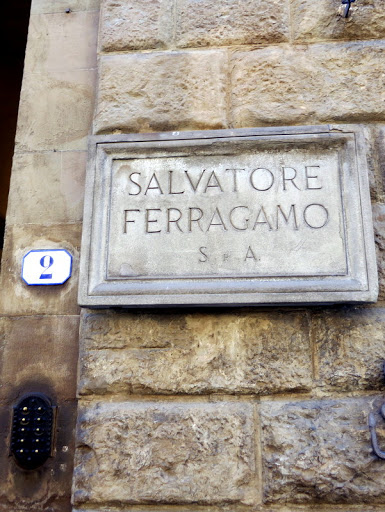 SALVATORE
FERRAGAMO
S P A.
2